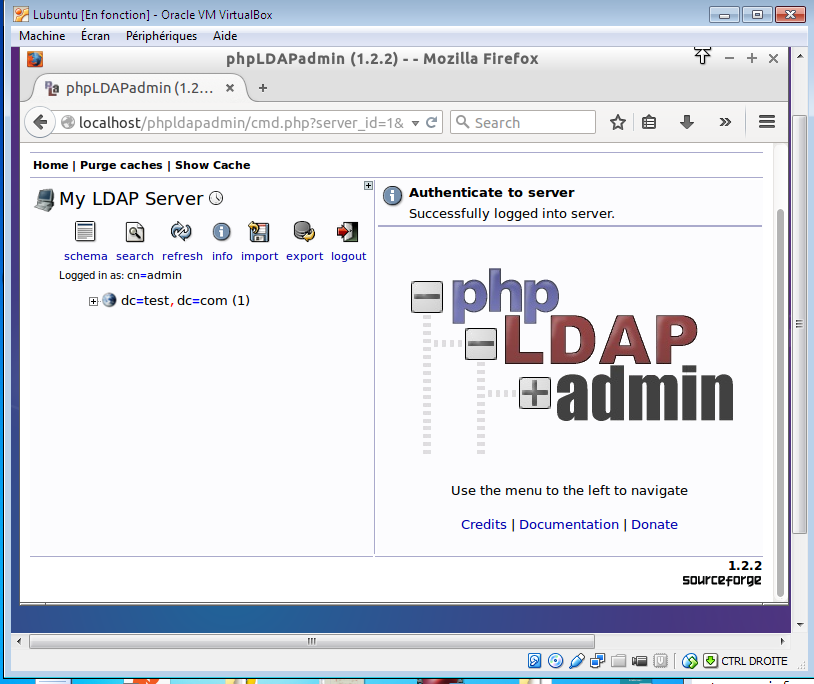 Lubuntu [En fonction] - Oracle VM VirtualBox
Machine Écran Périphériques Aide
phpLDAPadmin (1.2.2) - - Mozilla Firefox
phpLDAPadmin (1.2...
localhost/phpldapadmin/cmd.php?server_id=1&
Search
Home | Purge caches | Show Cache
My LDAP Server
schema search refresh info import export logout
Logged in as: cn=admin
dc=test, dc=com (1)
Authenticate to server
Successfully logged into server.
php
LDAP
admin
Use the menu to the left to navigate
Credits | Documentation | Donate
1.2.2
sourceforge
CTRL DROITE